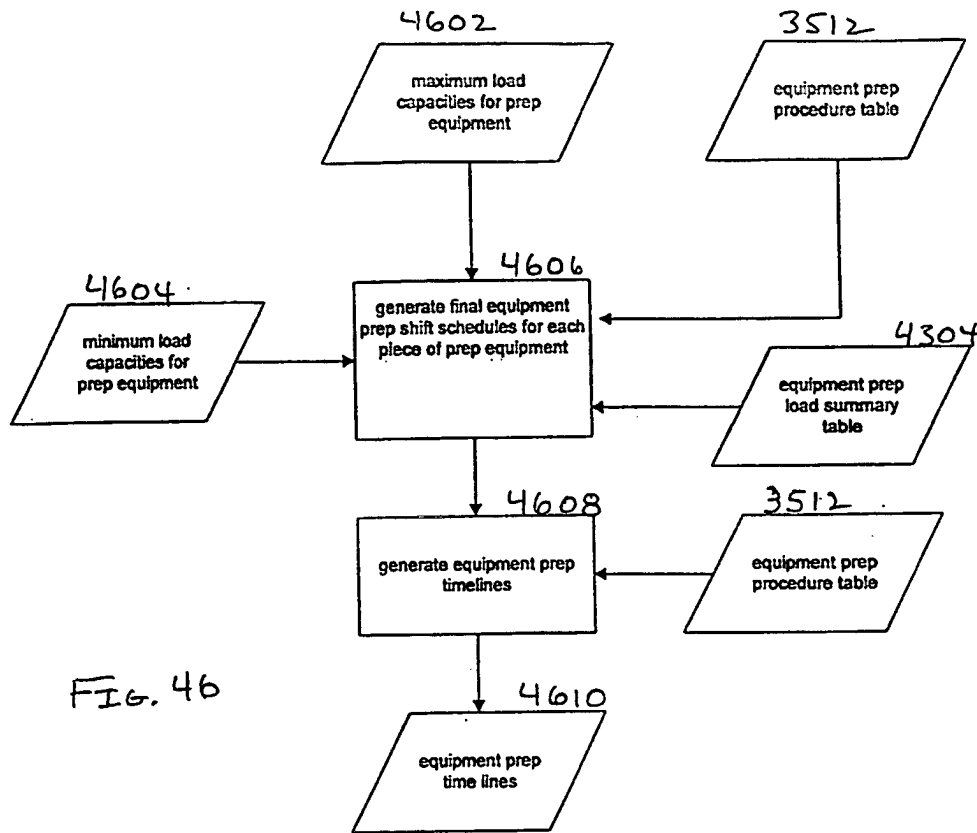 4602
maximum load
capacities for prep
equipment
3512
equipment prep
procedure table
4604
minimum load
capacities for
prep equipment
4606
generate final equipment
prep shift schedules for each
piece of prep equipment
4304
equipment prep
load summary
table
4608
generate equipment prep
timelines
3512
equipment prep
procedure table
FIG. 46
4610
equipment prep
time lines